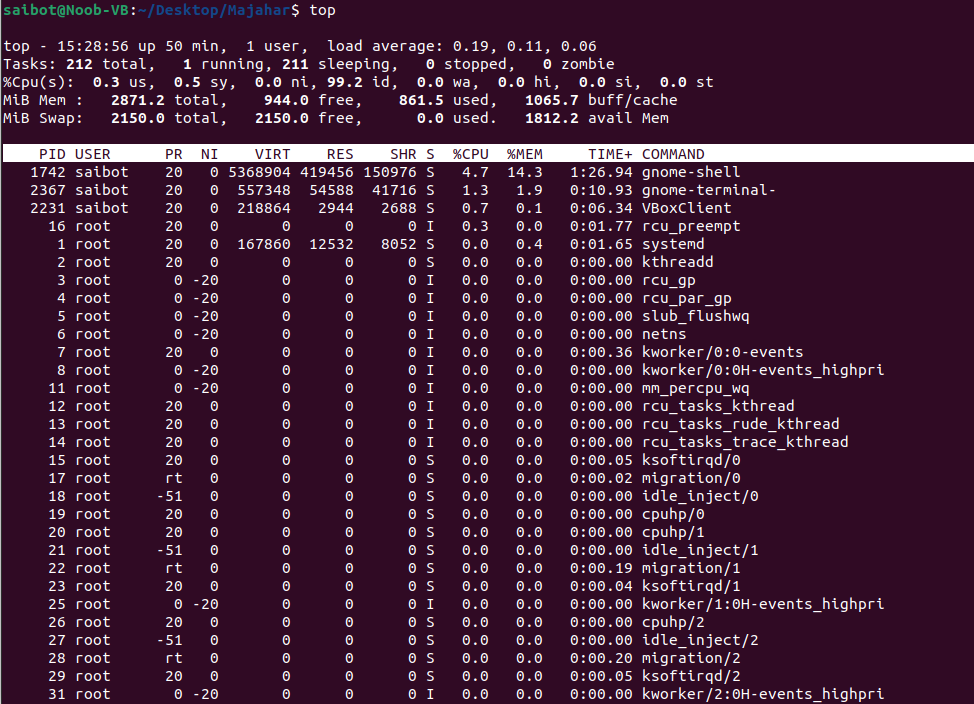 saibot@Noob-VB:~/Desktop/Majahar$ top
top - 15:28:56 up 50 min,  1 user,  load average: 0.19, 0.11, 0.06
Tasks: 212 total,   1 running, 211 sleeping,   0 stopped,   0 zombie
%Cpu(s):  0.3 us,  0.5 sy,  0.0 ni, 99.2 id,  0.0 wa,  0.0 hi,  0.0 si,  0.0 st
MiB Mem :   2871.2 total,    944.0 free,    861.5 used,   1065.7 buff/cache
MiB Swap:   2150.0 total,   2150.0 free,      0.0 used.   1812.2 avail Mem
    PID USER      PR  NI    VIRT    RES    SHR S  %CPU  %MEM     TIME+ COMMAND
   1742 saibot    20   0 5368904 419456 150976 S   4.7  14.3   1:26.94 gnome-shell
   2367 saibot    20   0  557348  54588  41716 S   1.3   1.9   0:10.93 gnome-terminal-
   2231 saibot    20   0  218864   2944   2688 S   0.7   0.1   0:06.34 VBoxClient
     16 root      20   0       0      0      0 I   0.3   0.0   0:01.77 rcu_preempt
      1 root      20   0  167860  12532   8052 S   0.0   0.4   0:01.65 systemd
      2 root      20   0       0      0      0 S   0.0   0.0   0:00.00 kthreadd
      3 root       0 -20       0      0      0 I   0.0   0.0   0:00.00 rcu_gp
      4 root       0 -20       0      0      0 I   0.0   0.0   0:00.00 rcu_par_gp
      5 root       0 -20       0      0      0 I   0.0   0.0   0:00.00 slub_flushwq
      6 root       0 -20       0      0      0 I   0.0   0.0   0:00.00 netns
      7 root      20   0       0      0      0 I   0.0   0.0   0:00.36 kworker/0:0-events
      8 root       0 -20       0      0      0 I   0.0   0.0   0:00.00 kworker/0:0H-events_highpri
     11 root       0 -20       0      0      0 I   0.0   0.0   0:00.00 mm_percpu_wq
     12 root      20   0       0      0      0 I   0.0   0.0   0:00.00 rcu_tasks_kthread
     13 root      20   0       0      0      0 I   0.0   0.0   0:00.00 rcu_tasks_rude_kthread
     14 root      20   0       0      0      0 I   0.0   0.0   0:00.00 rcu_tasks_trace_kthread
     15 root      20   0       0      0      0 S   0.0   0.0   0:00.05 ksoftirqd/0
     17 root      rt   0       0      0      0 S   0.0   0.0   0:00.02 migration/0
     18 root     -51   0       0      0      0 S   0.0   0.0   0:00.00 idle_inject/0
     19 root      20   0       0      0      0 S   0.0   0.0   0:00.00 cpuhp/0
     20 root      20   0       0      0      0 S   0.0   0.0   0:00.00 cpuhp/1
     21 root     -51   0       0      0      0 S   0.0   0.0   0:00.00 idle_inject/1
     22 root      rt   0       0      0      0 S   0.0   0.0   0:00.19 migration/1
     23 root      20   0       0      0      0 S   0.0   0.0   0:00.04 ksoftirqd/1
     25 root       0 -20       0      0      0 I   0.0   0.0   0:00.00 kworker/1:0H-events_highpri
     26 root      20   0       0      0      0 S   0.0   0.0   0:00.00 cpuhp/2
     27 root     -51   0       0      0      0 S   0.0   0.0   0:00.00 idle_inject/2
     28 root      rt   0       0      0      0 S   0.0   0.0   0:00.20 migration/2
     29 root      20   0       0      0      0 S   0.0   0.0   0:00.05 ksoftirqd/2
     31 root       0 -20       0      0      0 I   0.0   0.0   0:00.00 kworker/2:0H-events_highpri